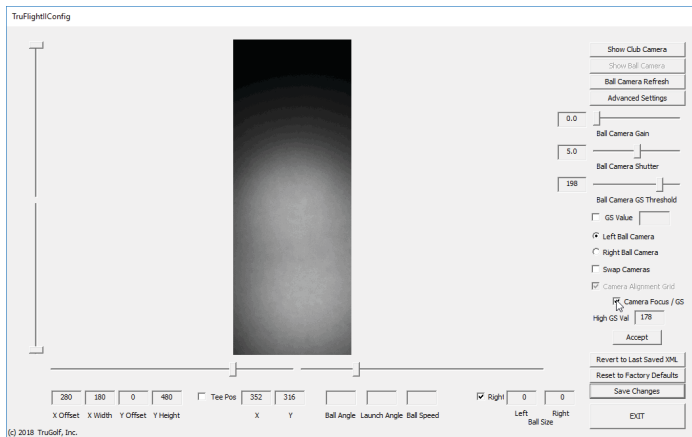 TruFlightIIConfig
Show Club Camera
Show Ball Camera
Ball Camera Refresh
Advanced Settings
0.0
Ball Camera Gain
5.0
Ball Camera Shutter
198
Ball Camera GS Threshold
GS Value
Left Ball Camera
Right Ball Camera
Swap Cameras
Camera Alignment Grid
Camera Focus / GS
High GS Val 178
Accept
Revert to Last Saved XML
Reset to Factory Defaults
Save Changes
EXIT
280 180 0 480 Tee Pos 352 316 Right 0 0
X Offset X Width Y Offset Y Height X Y Ball Angle Launch Angle Ball Speed Left Right
Ball Size
(c) 2018 TruGolf, Inc.